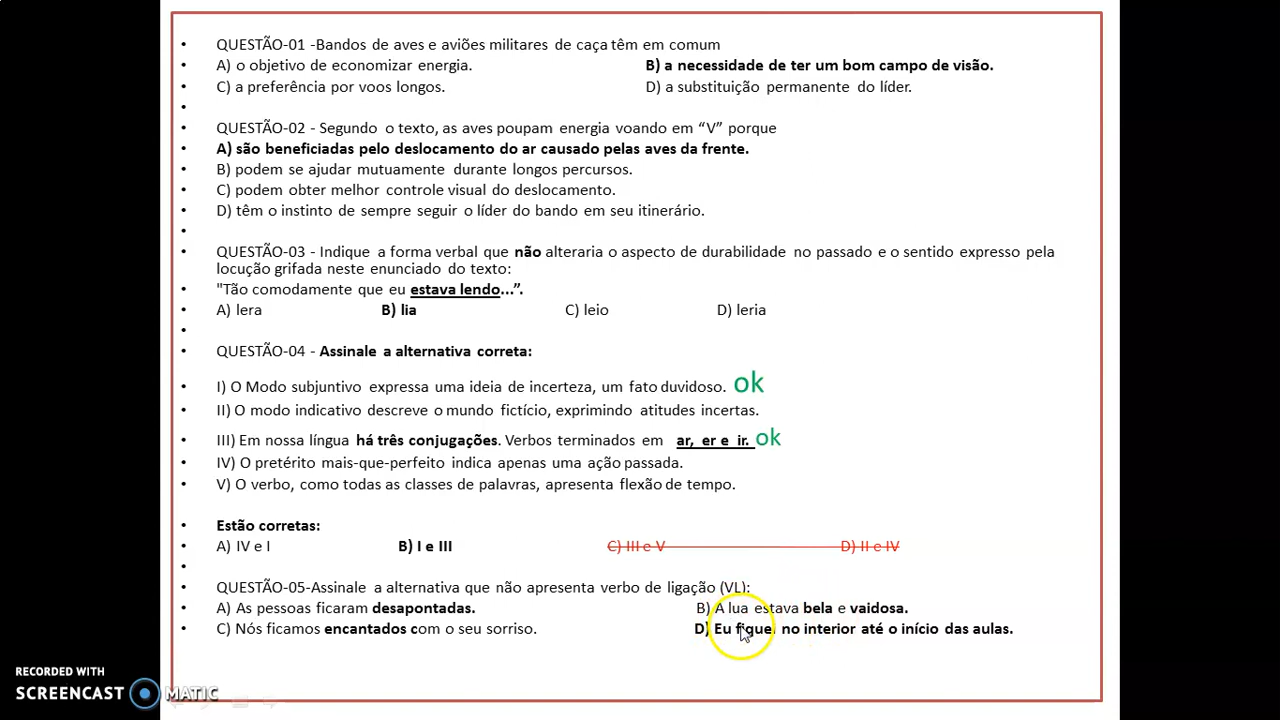 QUESTÃO-01 -Bandos de aves e aviões militares de caça têm em comum
A) o objetivo de economizar energia. B) a necessidade de ter um bom campo de visão.
C) a preferência por voos longos. D) a substituição permanente do líder.
QUESTÃO-02 - Segundo o texto, as aves poupam energia voando em “V” porque
A) são beneficiadas pelo deslocamento do ar causado pelas aves da frente.
B) podem se ajudar mutuamente durante longos percursos.
C) podem obter melhor controle visual do deslocamento.
D) têm o instinto de sempre seguir o líder do bando em seu itinerário.
QUESTÃO-03 - Indique a forma verbal que não alteraria o aspecto de durabilidade no passado e o sentido expresso pela
locução grifada neste enunciado do texto:
"Tão comodamente que eu estava lendo...”.
A) lera B) lia C) leio D) leria
QUESTÃO-04 - Assinale a alternativa correta:
I) O Modo subjuntivo expressa uma ideia de incerteza, um fato duvidoso. ok
II) O modo indicativo descreve o mundo fictício, exprimindo atitudes incertas.
III) Em nossa língua há três conjugações. Verbos terminados em ar, er e ir. ok
IV) O pretérito mais-que-perfeito indica apenas uma ação passada.
V) O verbo, como todas as classes de palavras, apresenta flexão de tempo.
Estão corretas:
A) IV e I B) I e III C) III e V D) II e IV
QUESTÃO-05-Assinale a alternativa que não apresenta verbo de ligação (VL):
A) As pessoas ficaram desapontadas. B) A lua estava bela e vaidosa.
C) Nós ficamos encantados com o seu sorriso. D) Eu fiquei no interior até o início das aulas.
RECORDED WITH
SCREENCAST MATIC